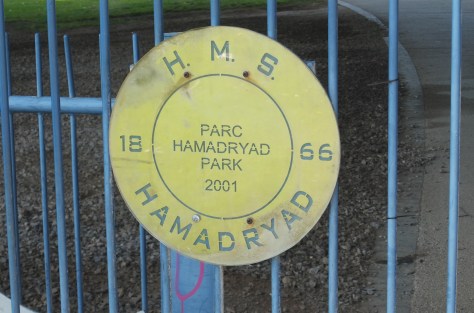 H. M. S.
PARC
HAMADRYAD
PARK
2001
18 66
HAMADRYAD